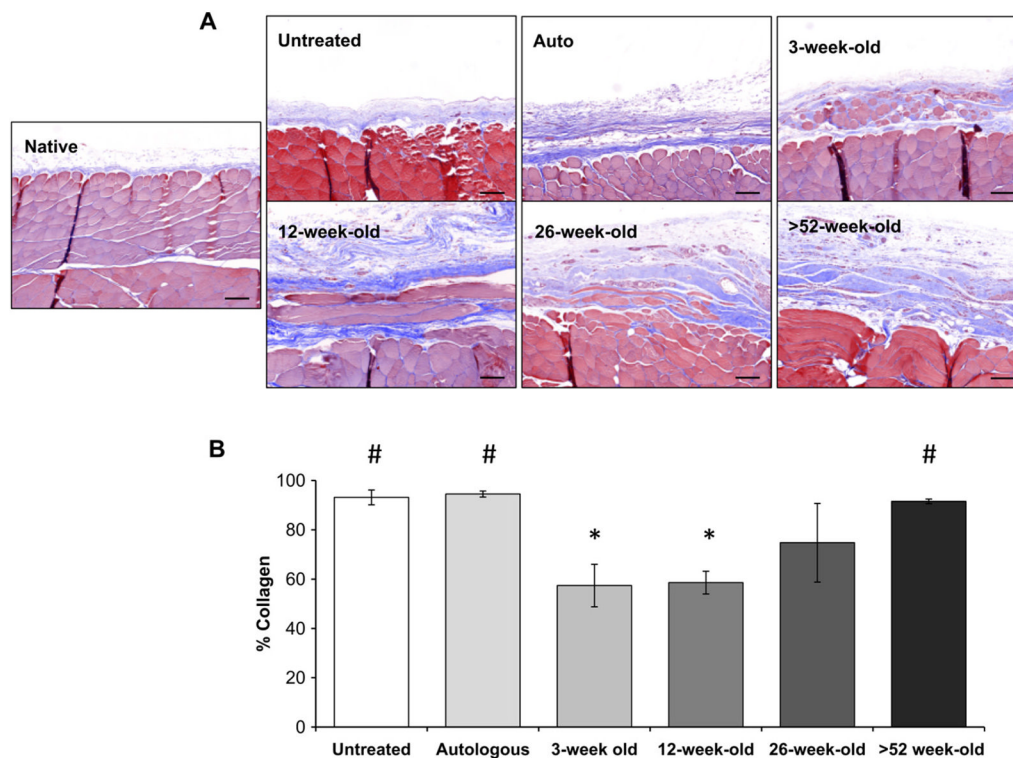 A
Untreated
Auto
3-week-old
Native
12-week-old
26-week-old
>52-week-old
B
# # #
* *
100
80
60
40
20
0
% Collagen
Untreated Autologous 3-week old 12-week-old 26-week-old >52 week-old